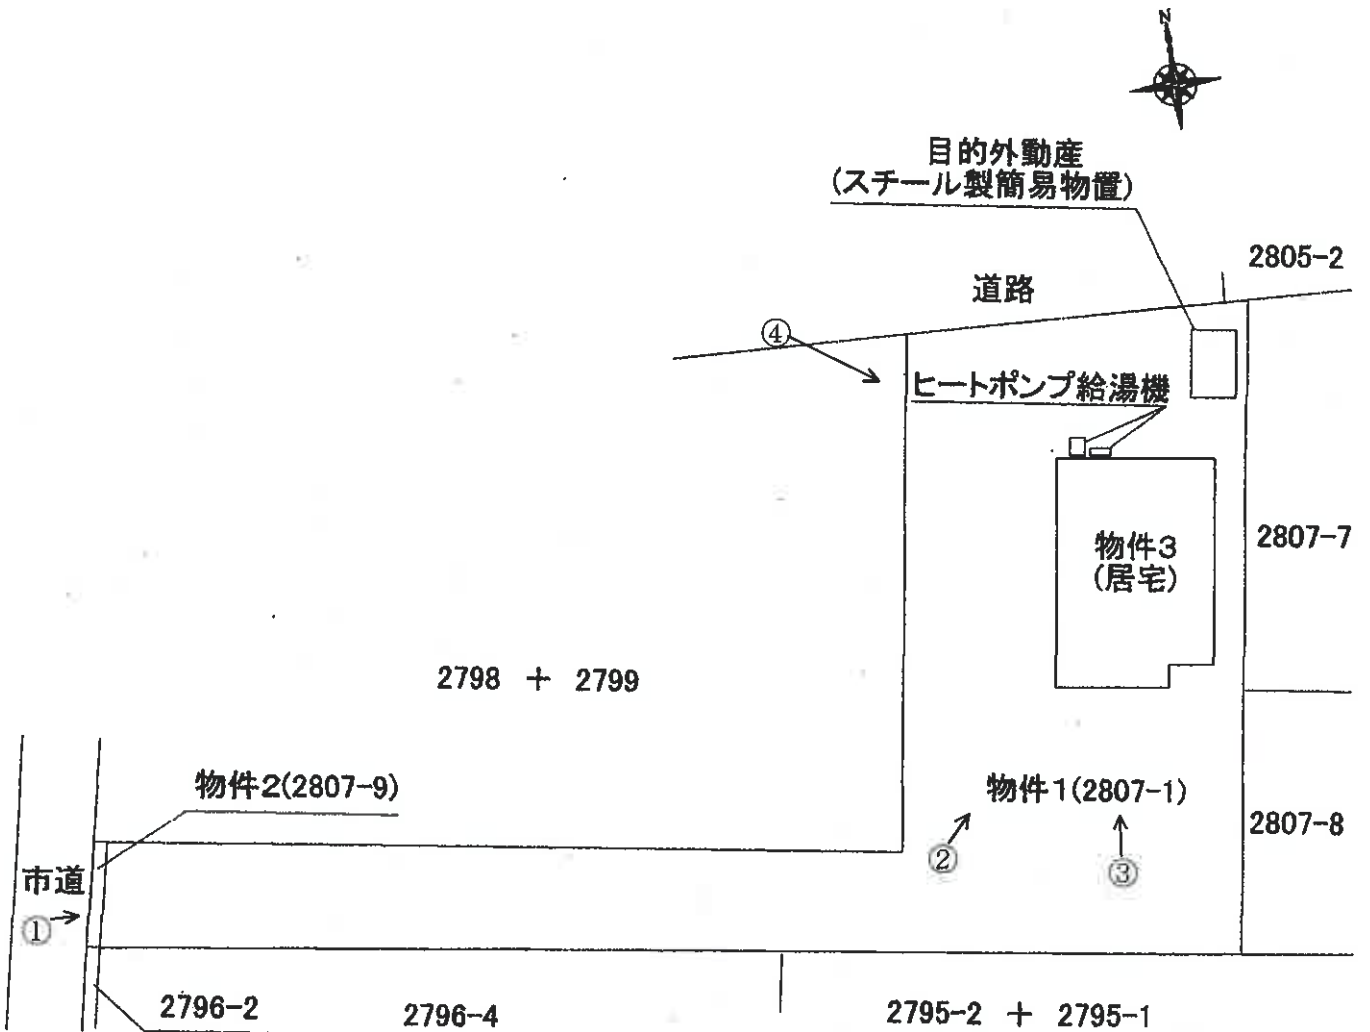 N
目的外動産
(スチール製簡易物置)
2805-2
道路
④
ヒートポンプ給湯機
物件3
(居宅)
2807-7
2798 + 2799
物件2(2807-9)
物件1(2807-1)
2807-8
②
③
市道
①
2796-2
2796-4
2795-2 + 2795-1